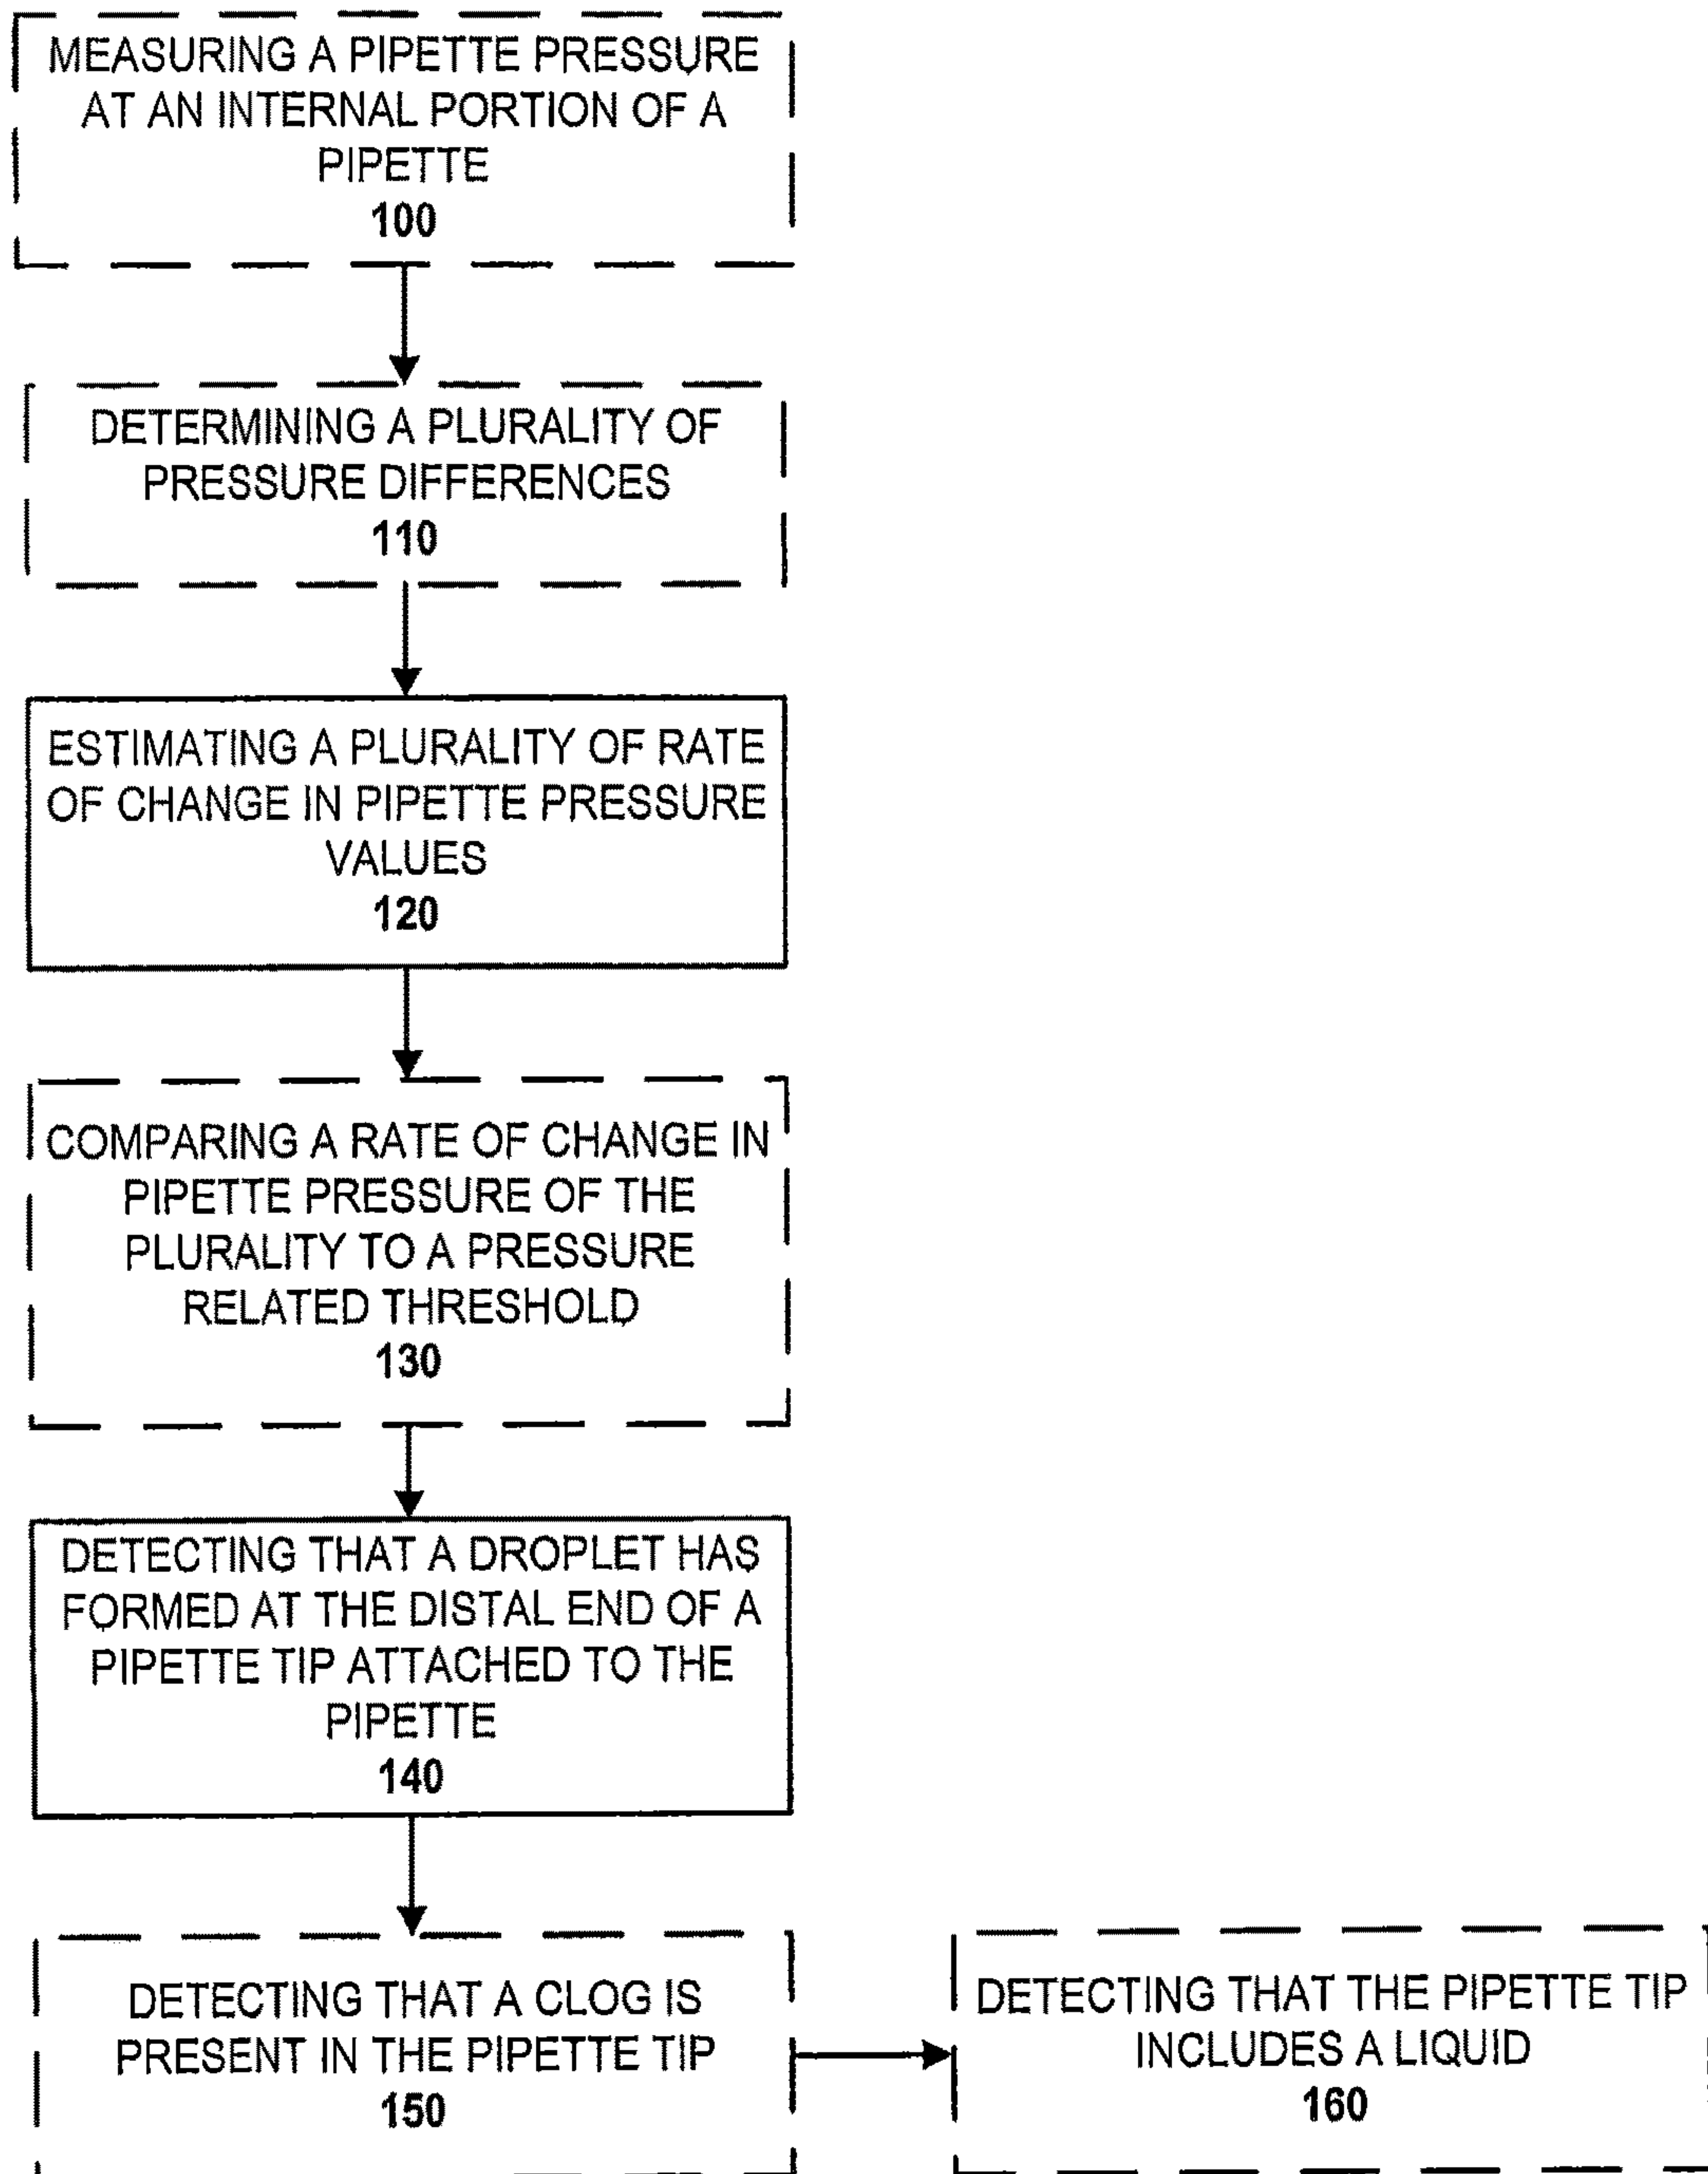 MEASURING A PIPETTE PRESSURE
AT AN INTERNAL PORTION OF A
PIPETTE
100
DETERMINING A PLURALITY OF
PRESSURE DIFFERENCES
110
ESTIMATING A PLURALITY OF RATE
OF CHANGE IN PIPETTE PRESSURE
VALUES
120
COMPARING A RATE OF CHANGE IN
PIPETTE PRESSURE OF THE
PLURALITY TO A PRESSURE
RELATED THRESHOLD
130
DETECTING THAT A DROPLET HAS
FORMED AT THE DISTAL END OF A
PIPETTE TIP ATTACHED TO THE
PIPETTE
140
DETECTING THAT A CLOG IS
PRESENT IN THE PIPETTE TIP
150
DETECTING THAT THE PIPETTE TIP
INCLUDES A LIQUID
160